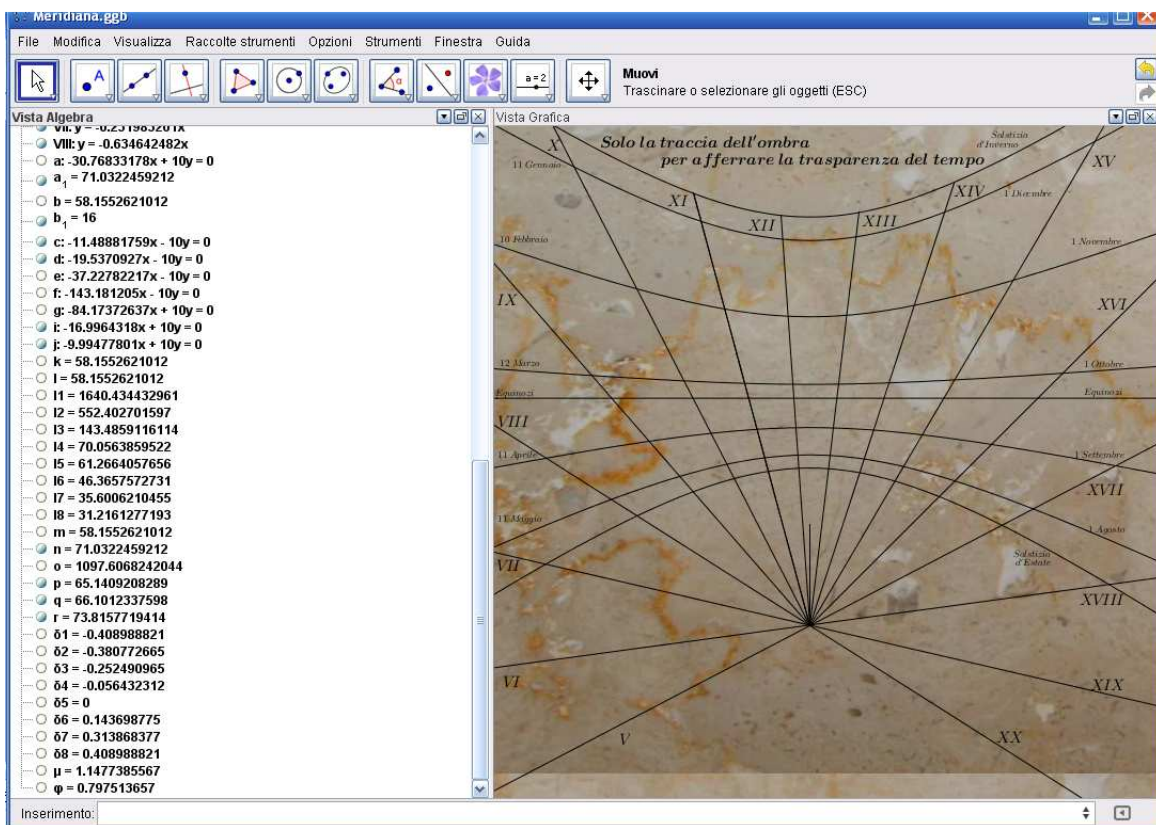 Meridiana.ggb
File Modifica Visualizza Raccolte strumenti Opzioni Strumenti Finestra Guida
A
α
a = 2
Muovi
Trascinare o selezionare gli oggetti (ESC)
Vista Algebra
Vista Grafica
VII: y = -0.231983201x
VIII: y = -0.634642482x
a: -30.76833178x + 10y = 0
a1 = 71.0322459212
b = 58.1552621012
b1 = 16
c: -11.48881759x - 10y = 0
d: -19.5370927x - 10y = 0
e: -37.22782217x - 10y = 0
f: -143.181205x - 10y = 0
g: -84.17372637x + 10y = 0
i: -16.9964318x + 10y = 0
j: -9.99477801x + 10y = 0
k = 58.1552621012
l = 58.1552621012
l1 = 1640.434432961
l2 = 552.402701597
l3 = 143.4859116114
l4 = 70.0563859522
l5 = 61.2664057656
l6 = 46.3657572731
l7 = 35.6006210455
l8 = 31.2161277193
m = 58.1552621012
n = 71.0322459212
o = 1097.6068242044
p = 65.1409208289
q = 66.1012337598
r = 73.8157719414
δ1 = -0.408988821
δ2 = -0.380772665
δ3 = -0.252490965
δ4 = -0.056432312
δ5 = 0
δ6 = 0.143698775
δ7 = 0.313868377
δ8 = 0.408988821
μ = 1.1477385567
φ = 0.797513657
Solo la traccia dell'ombra
per afferrare la trasparenza del tempo
Solstizio
d'Inverno
X
XV
11 Gennaio
XI
XIV
1 Dicembre
XII
XIII
10 Febbraio
1 Novembre
IX
XVI
12 Marzo
1 Ottobre
Equinozi
Equinozi
VIII
11 Aprile
1 Settembre
XVII
11 Maggio
1 Agosto
VII
Solstizio
d'Estate
XVIII
VI
XIX
V
XX
Inserimento: